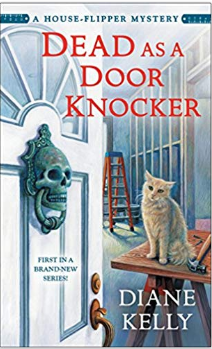 A HOUSE-FLIPPER MYSTERY
DEAD AS A
DOOR
KNOCKER
FIRST IN A
BRAND-NEW
SERIES!
DIANE
KELLY